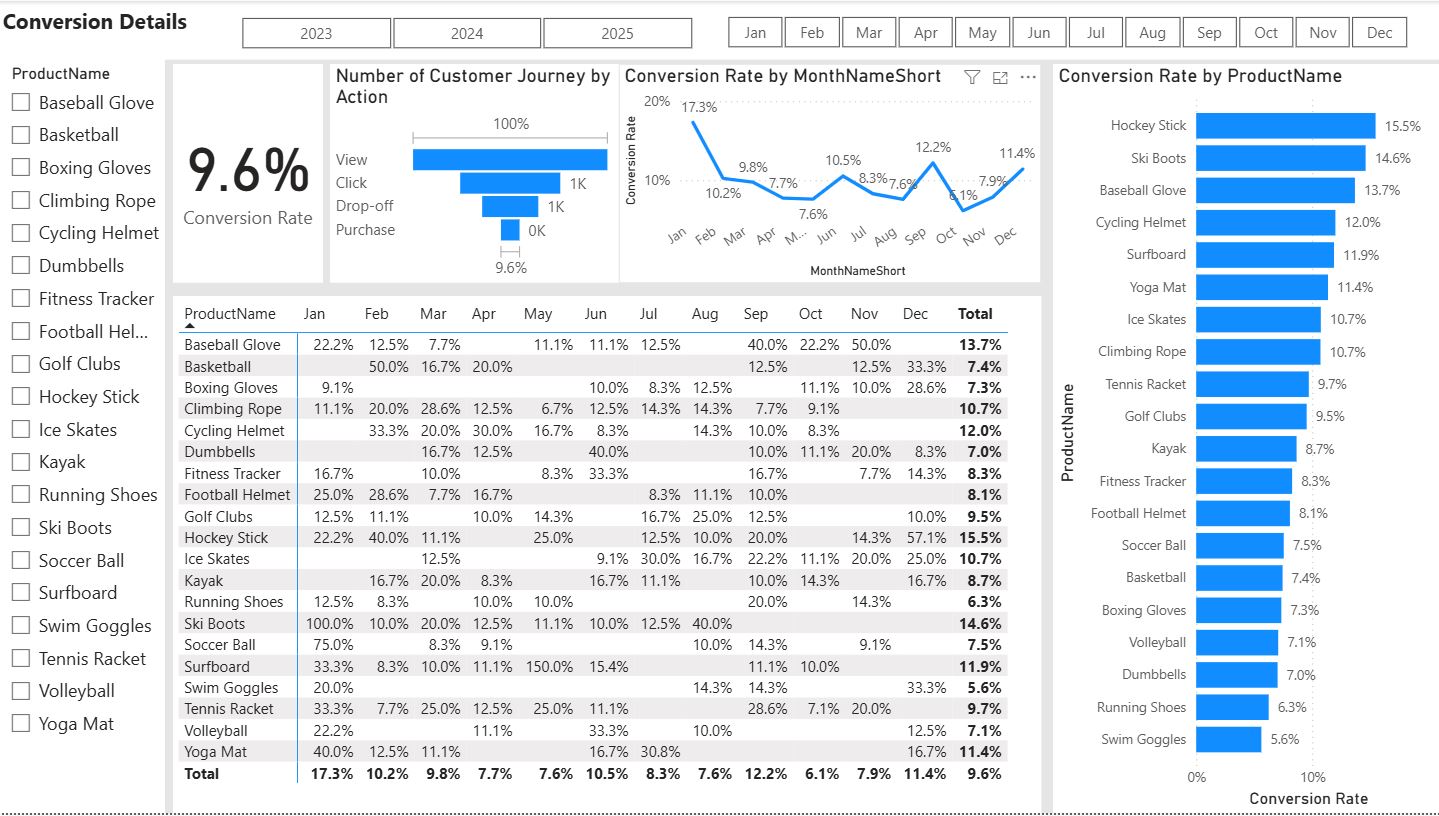 Conversion Details
2023 2024 2025
Jan Feb Mar Apr May Jun Jul Aug Sep Oct Nov Dec
ProductName
Baseball Glove
Basketball
Boxing Gloves
Climbing Rope
Cycling Helmet
Dumbbells
Fitness Tracker
Football Hel...
Golf Clubs
Hockey Stick
Ice Skates
Kayak
Running Shoes
Ski Boots
Soccer Ball
Surfboard
Swim Goggles
Tennis Racket
Volleyball
Yoga Mat
9.6%
Conversion Rate
Number of Customer Journey by
Action
100%
View
Click 1K
Drop-off 1K
Purchase 0K
9.6%
Conversion Rate by MonthNameShort
Conversion Rate
20%
10%
17.3% 10.2% 9.8% 7.7% 7.6% 10.5% 8.3% 7.6% 12.2% 6.1% 7.9% 11.4%
Jan Feb Mar Apr M... Jun Jul Aug Sep Oct Nov Dec
MonthNameShort
ProductName Jan Feb Mar Apr May Jun Jul Aug Sep Oct Nov Dec Total
Baseball Glove 22.2% 12.5% 7.7% 11.1% 11.1% 12.5% 40.0% 22.2% 50.0% 13.7%
Basketball 50.0% 16.7% 20.0% 12.5% 12.5% 33.3% 7.4%
Boxing Gloves 9.1% 10.0% 8.3% 12.5% 11.1% 10.0% 28.6% 7.3%
Climbing Rope 11.1% 20.0% 28.6% 12.5% 6.7% 12.5% 14.3% 14.3% 7.7% 9.1% 10.7%
Cycling Helmet 33.3% 20.0% 30.0% 16.7% 8.3% 14.3% 10.0% 8.3% 12.0%
Dumbbells 16.7% 12.5% 40.0% 10.0% 11.1% 20.0% 8.3% 7.0%
Fitness Tracker 16.7% 10.0% 8.3% 33.3% 16.7% 7.7% 14.3% 8.3%
Football Helmet 25.0% 28.6% 7.7% 16.7% 8.3% 11.1% 10.0% 8.1%
Golf Clubs 12.5% 11.1% 10.0% 14.3% 16.7% 25.0% 12.5% 10.0% 9.5%
Hockey Stick 22.2% 40.0% 11.1% 25.0% 12.5% 10.0% 20.0% 14.3% 57.1% 15.5%
Ice Skates 12.5% 9.1% 30.0% 16.7% 22.2% 11.1% 20.0% 25.0% 10.7%
Kayak 16.7% 20.0% 8.3% 16.7% 11.1% 10.0% 14.3% 16.7% 8.7%
Running Shoes 12.5% 8.3% 10.0% 10.0% 20.0% 14.3% 6.3%
Ski Boots 100.0% 10.0% 20.0% 12.5% 11.1% 10.0% 12.5% 40.0% 14.6%
Soccer Ball 75.0% 8.3% 9.1% 10.0% 14.3% 9.1% 7.5%
Surfboard 33.3% 8.3% 10.0% 11.1% 150.0% 15.4% 11.1% 10.0% 11.9%
Swim Goggles 20.0% 14.3% 14.3% 33.3% 5.6%
Tennis Racket 33.3% 7.7% 25.0% 12.5% 25.0% 11.1% 28.6% 7.1% 20.0% 9.7%
Volleyball 22.2% 11.1% 33.3% 10.0% 12.5% 7.1%
Yoga Mat 40.0% 12.5% 11.1% 16.7% 30.8% 16.7% 11.4%
Total 17.3% 10.2% 9.8% 7.7% 7.6% 10.5% 8.3% 7.6% 12.2% 6.1% 7.9% 11.4% 9.6%
Conversion Rate by ProductName
ProductName
Hockey Stick 15.5%
Ski Boots 14.6%
Baseball Glove 13.7%
Cycling Helmet 12.0%
Surfboard 11.9%
Yoga Mat 11.4%
Ice Skates 10.7%
Climbing Rope 10.7%
Tennis Racket 9.7%
Golf Clubs 9.5%
Kayak 8.7%
Fitness Tracker 8.3%
Football Helmet 8.1%
Soccer Ball 7.5%
Basketball 7.4%
Boxing Gloves 7.3%
Volleyball 7.1%
Dumbbells 7.0%
Running Shoes 6.3%
Swim Goggles 5.6%
0% 10%
Conversion Rate